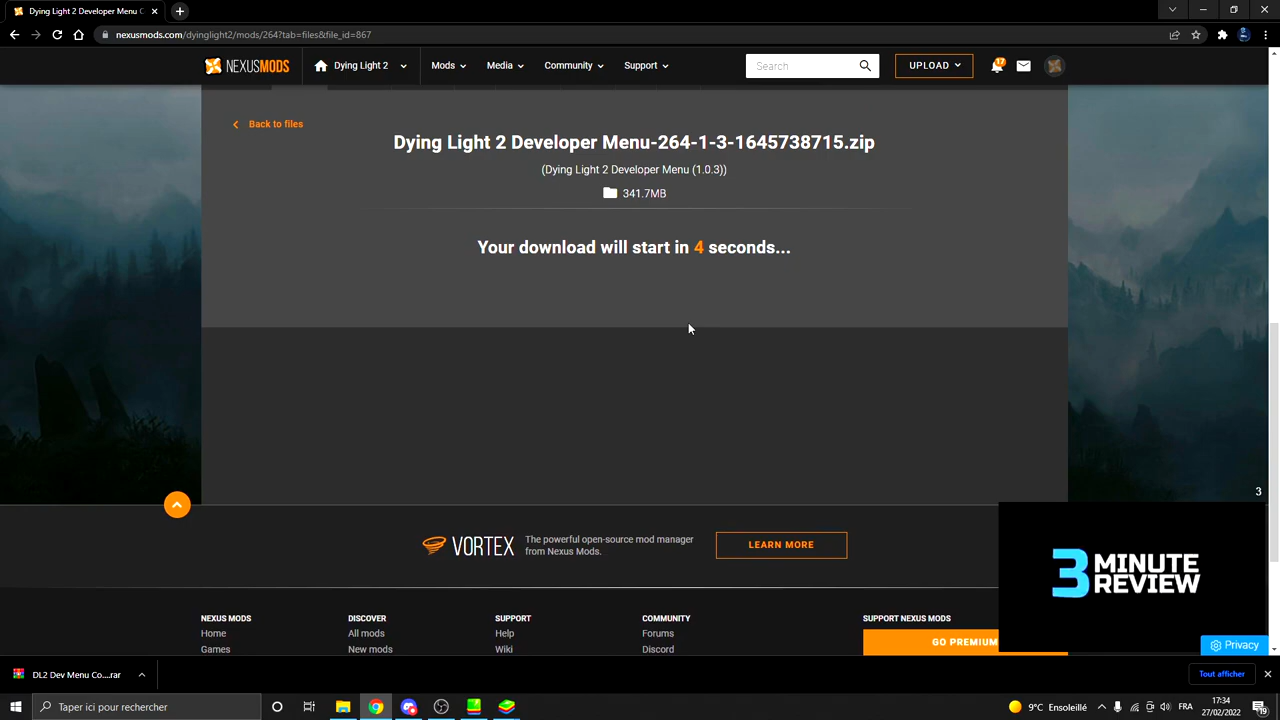 Dying Light 2 Developer Menu C
nexusmods.com/dyinglight2/mods/264?tab=files&file_id=867
NEXUSMODS
Dying Light 2
Mods
Media
Community
Support
Search
UPLOAD
17
Back to files
Dying Light 2 Developer Menu-264-1-3-1645738715.zip
(Dying Light 2 Developer Menu (1.0.3))
341.7MB
Your download will start in 4 seconds...
3
VORTEX
The powerful open-source mod manager
from Nexus Mods.
LEARN MORE
3 MINUTE
REVIEW
NEXUS MODS
DISCOVER
SUPPORT
COMMUNITY
SUPPORT NEXUS MODS
Home
All mods
Help
Forums
GO PREMIUM
Games
New mods
Wiki
Discord
Privacy
DL2 Dev Menu Co....rar
Tout afficher
Taper ici pour rechercher
9°C Ensoleillé
FRA
17:34
27/02/2022
19